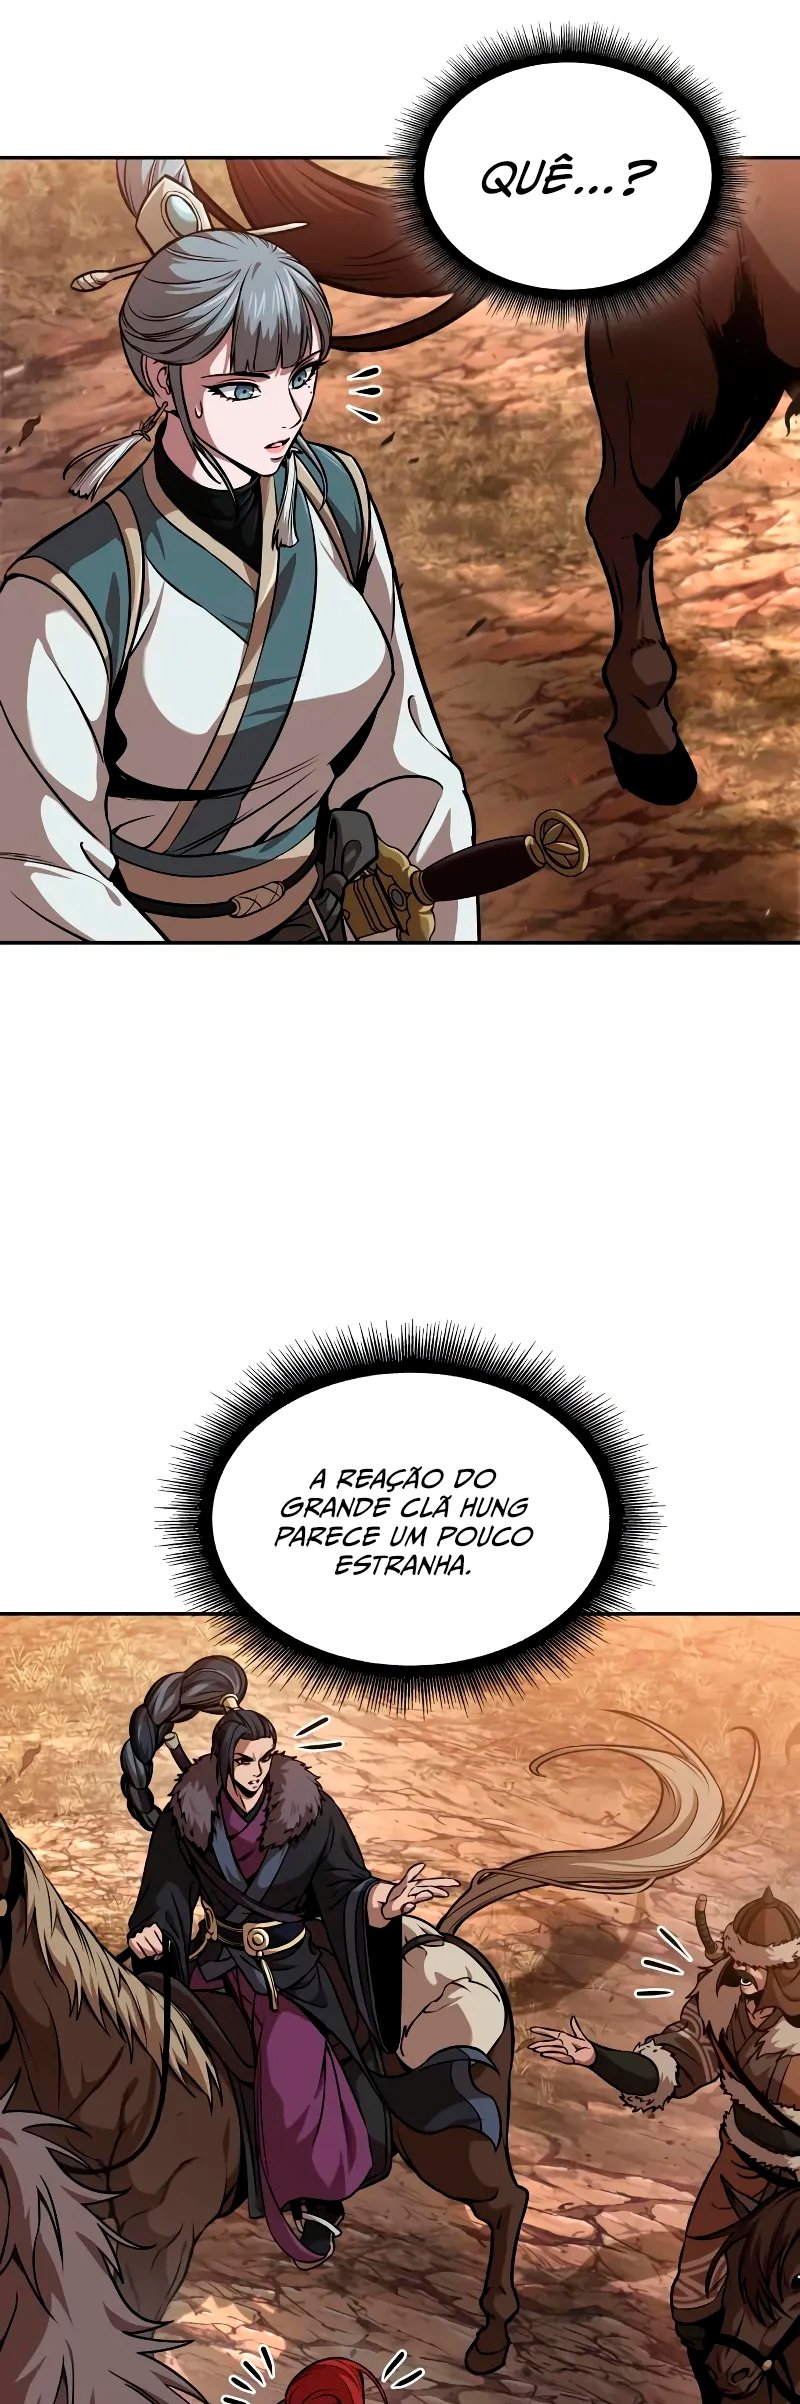 QUÊ...?
A REAÇÃO DO
GRANDE CLÃ HUNG
PARECE UM POUCO
ESTRANHA.